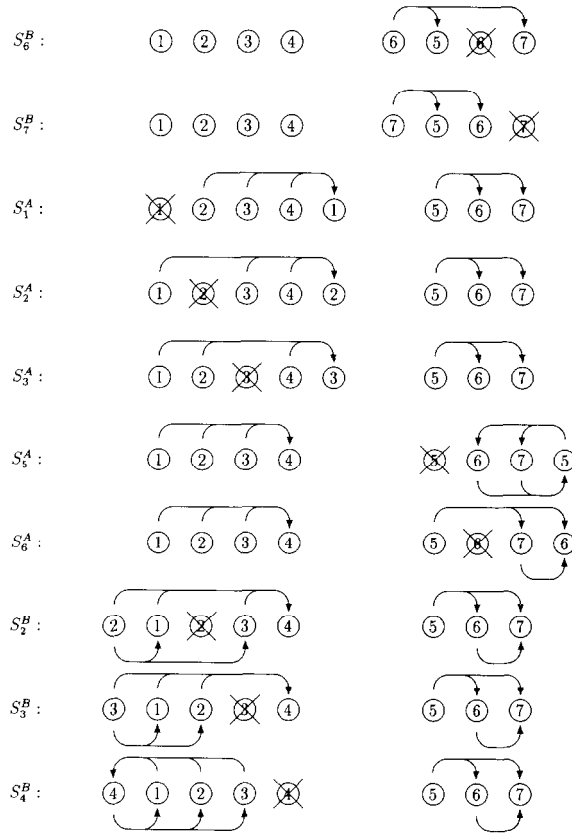 S_6^B : 1 2 3 4 6 5 6 7
S_7^B : 1 2 3 4 7 5 6 7
S_1^A : 1 2 3 4 1 5 6 7
S_2^A : 1 2 3 4 2 5 6 7
S_3^A : 1 2 3 4 3 5 6 7
S_5^A : 1 2 3 4 5 6 7 5
S_6^A : 1 2 3 4 5 6 7 6
S_2^B : 2 1 2 3 4 5 6 7
S_3^B : 3 1 2 3 4 5 6 7
S_4^B : 4 1 2 3 4 5 6 7